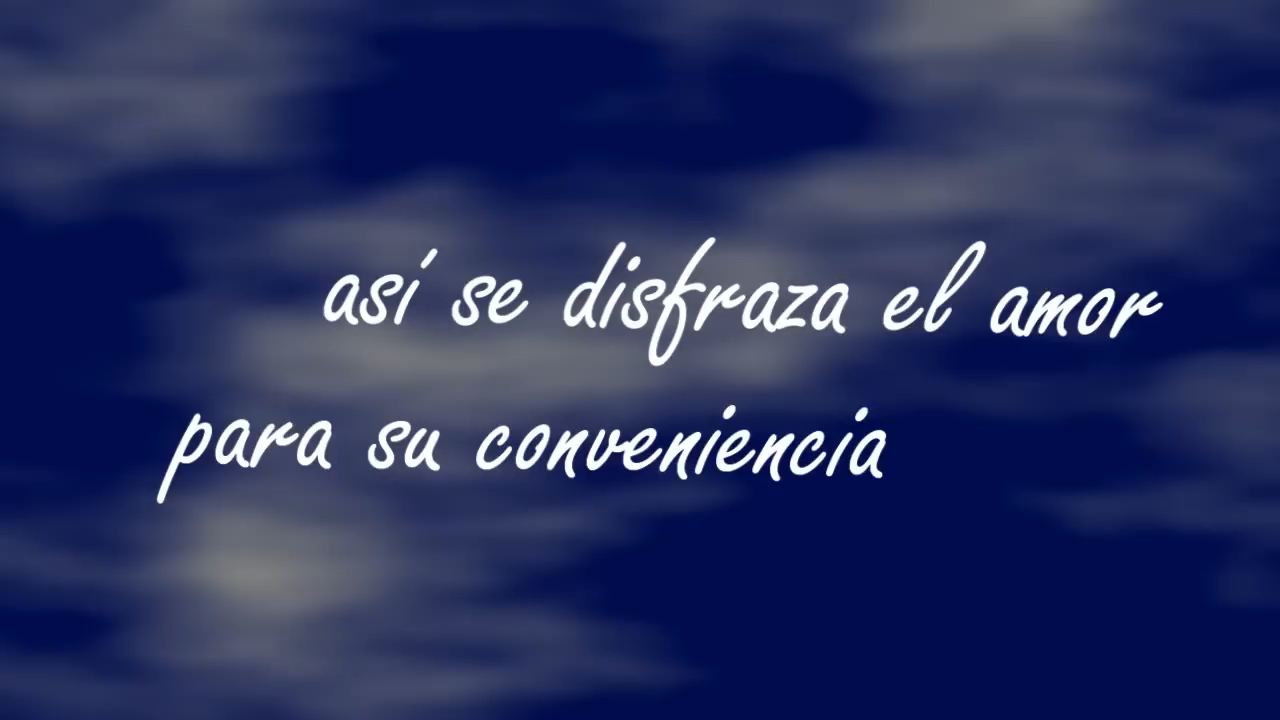 así se disfraza el amor
para su conveniencia